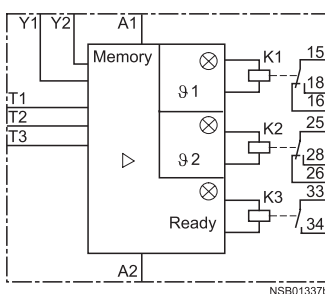 Y1 Y2 A1
Memory
K1
15
ϑ1
18
16
T1
T2
T3
K2
25
ϑ2
28
26
K3
33
Ready
34
A2
NSB01337b